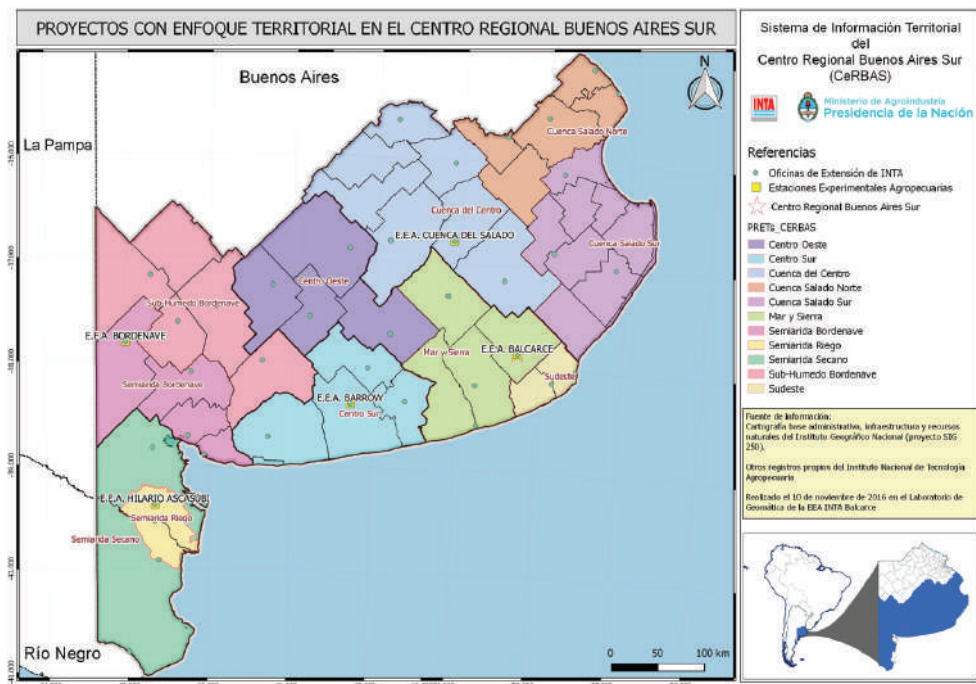 PROYECTOS CON ENFOQUE TERRITORIAL EN EL CENTRO REGIONAL BUENOS AIRES SUR
Buenos Aires
N
La Pampa
Cuenca Salado Norte
Cuenca del Centro
E.E.A. CUENCA DEL SALADO
Cuenca Salado Sur
Centro Oeste
Sub-Humedo Bordenave
E.E.A. BORDENAVE
Mar y Sierra
E.E.A. BALCARCE
Sudeste
Semiarida Bordenave
E.E.A. BARROW
Centro Sur
E.E.A. HILARIO ASCASUBI
Semiarida Riego
Semiarida Secano
Río Negro
0 50 100 km
Sistema de Información Territorial
del
Centro Regional Buenos Aires Sur
(CeRBAS)
INTA
Ministerio de Agroindustria
Presidencia de la Nación
Referencias
Oficinas de Extensión de INTA
Estaciones Experimentales Agropecuarias
Centro Regional Buenos Aires Sur
PRETs_CERBAS
Centro Oeste
Centro Sur
Cuenca del Centro
Cuenca Salado Norte
Cuenca Salado Sur
Mar y Sierra
Semiarida Bordenave
Semiarida Riego
Semiarida Secano
Sub-Humedo Bordenave
Sudeste
Fuente de información:
Cartografía base administrativa, infraestructura y recursos
naturales del Instituto Geográfico Nacional (proyecto SIG
250).
Otros registros propios del Instituto Nacional de Tecnología
Agropecuaria
Realizado el 10 de noviembre de 2016 en el Laboratorio de
Geomática de la EEA INTA Balcarce